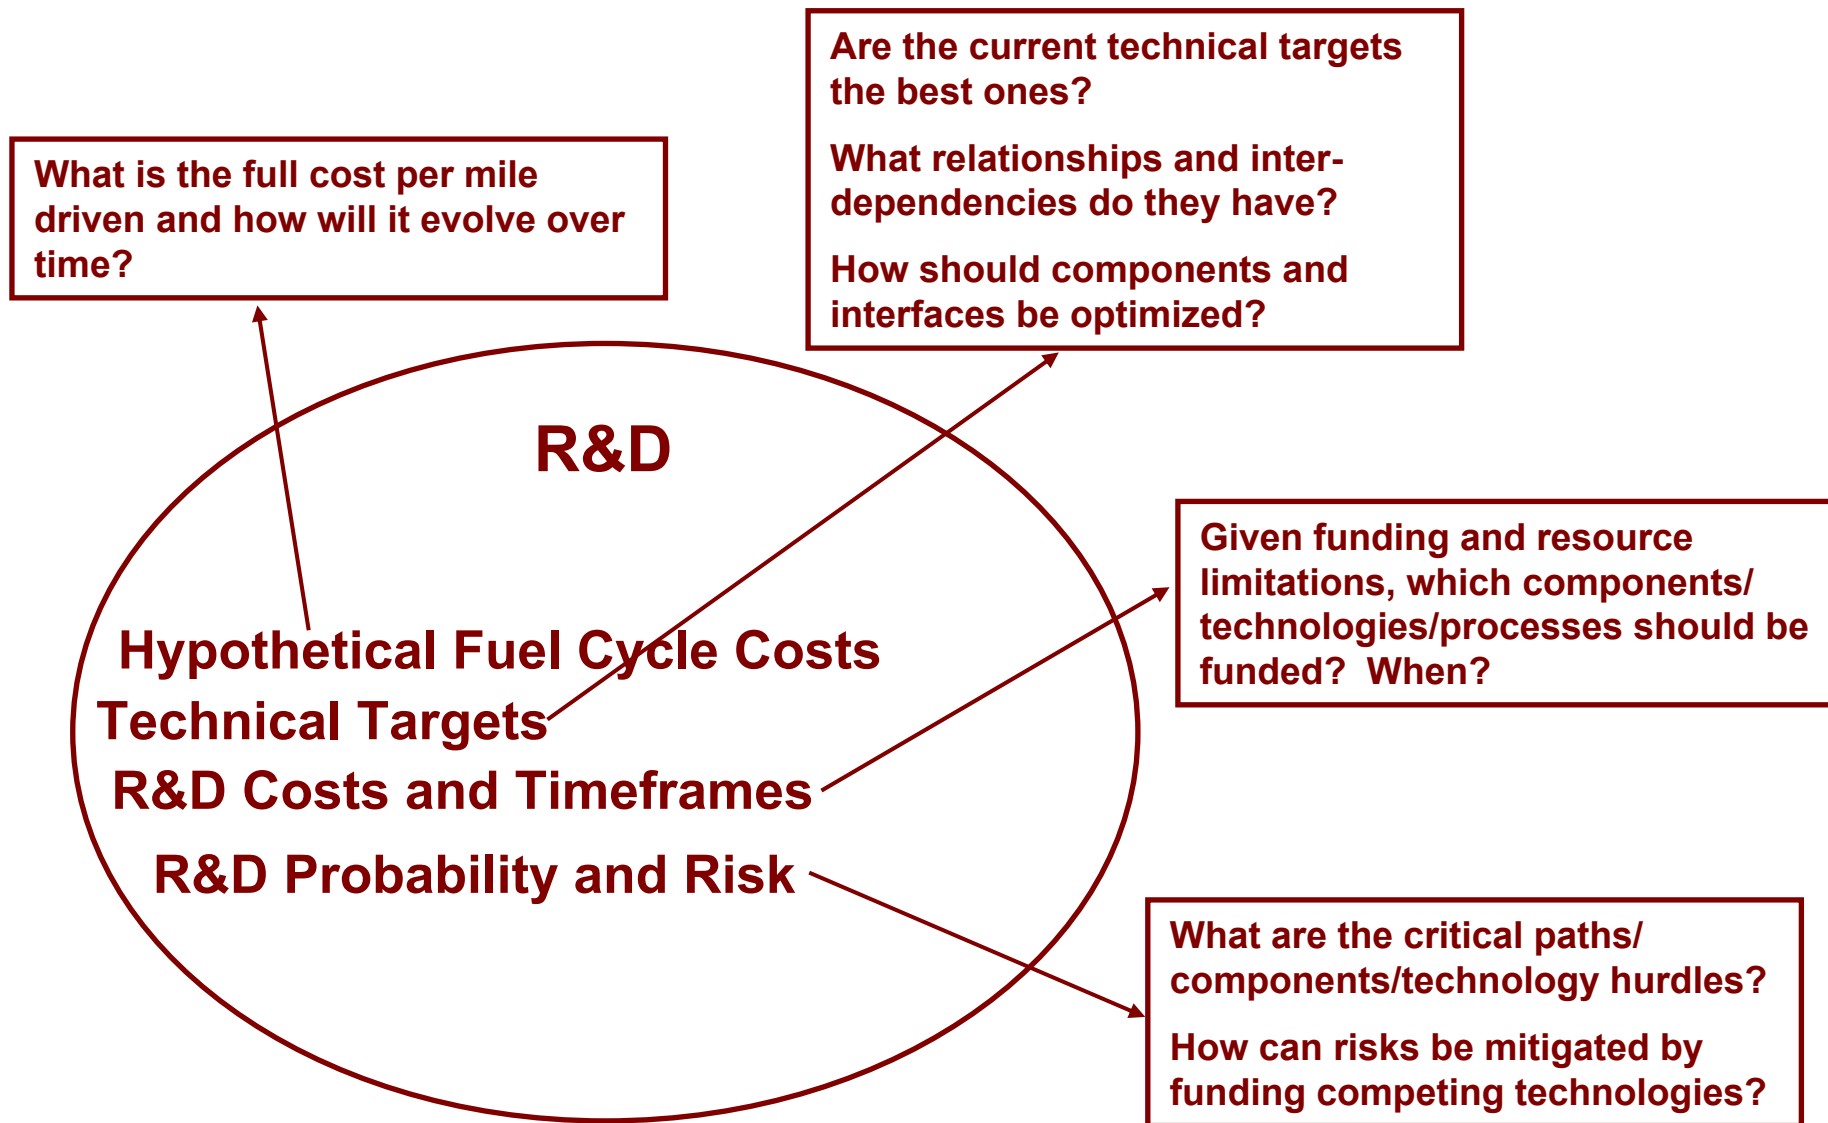 Are the current technical targets
the best ones?
What relationships and inter-
dependencies do they have?
How should components and
interfaces be optimized?
What is the full cost per mile
driven and how will it evolve over
time?
R&D
Hypothetical Fuel Cycle Costs
Technical Targets
R&D Costs and Timeframes
R&D Probability and Risk
Given funding and resource
limitations, which components/
technologies/processes should be
funded?  When?
What are the critical paths/
components/technology hurdles?
How can risks be mitigated by
funding competing technologies?